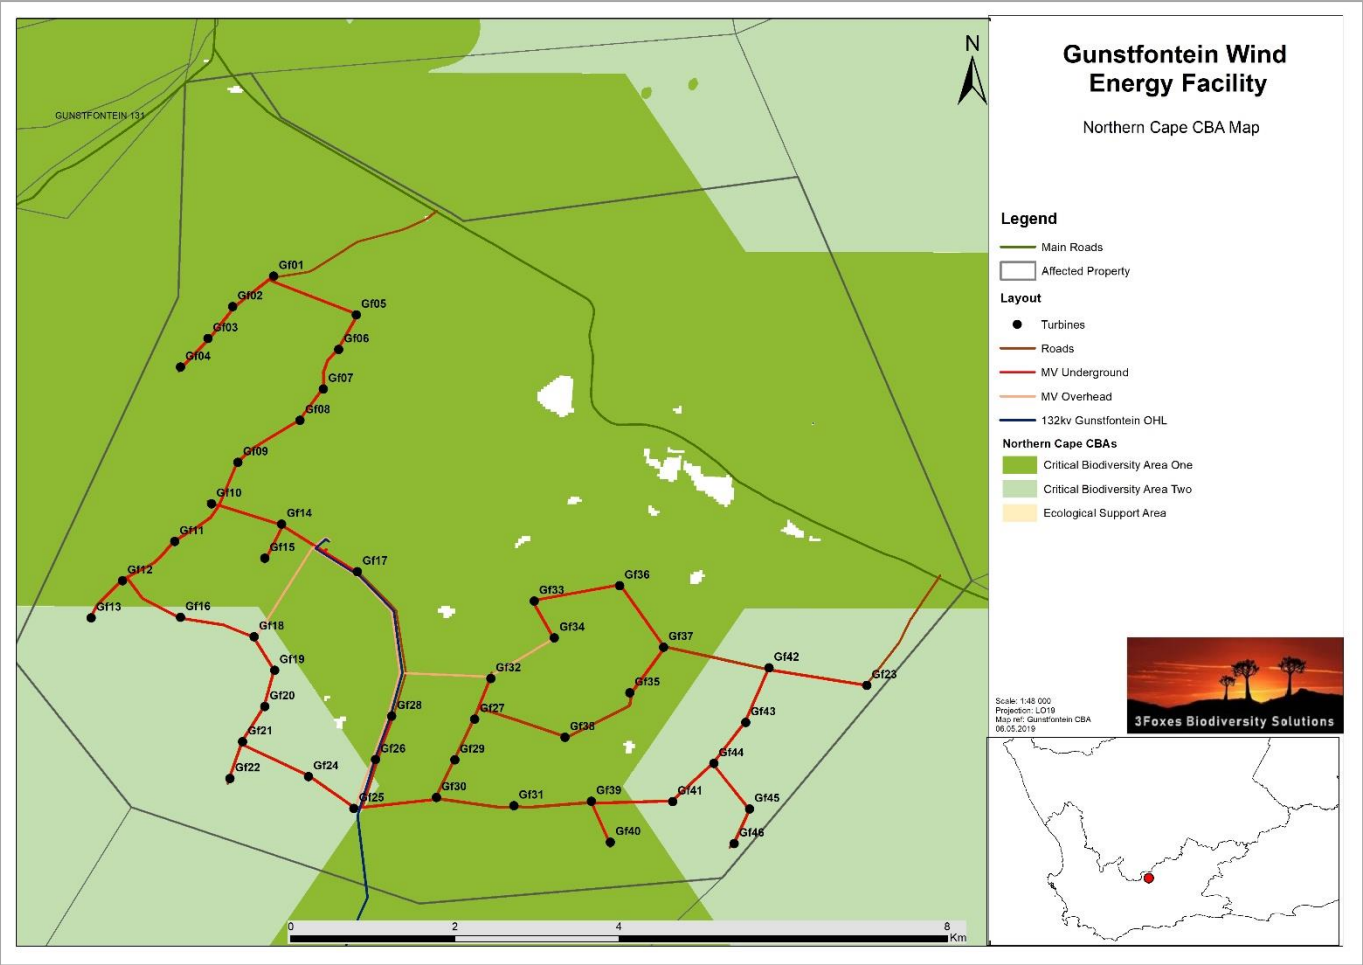 Gunstfontein Wind
Energy Facility
Northern Cape CBA Map
N
GUNSTFONTEIN 131
Gf01
Gf02
Gf05
Gf03
Gf06
Gf04
Gf07
Gf08
Gf09
Gf10
Gf14
Gf11
Gf15
Gf17
Gf12
Gf36
Gf33
Gf13
Gf16
Gf18
Gf34
Gf37
Gf19
Gf42
Gf32
Gf23
Gf20
Gf35
Gf28
Gf27
Gf43
Gf21
Gf38
Gf44
Gf26
Gf29
Gf22
Gf24
Gf30
Gf25
Gf31
Gf39
Gf41
Gf45
Gf40
Gf46
0 2 4 8
Km
Legend
Main Roads
Affected Property
Layout
Turbines
Roads
MV Underground
MV Overhead
132kv Gunstfontein OHL
Northern Cape CBAs
Critical Biodiversity Area One
Critical Biodiversity Area Two
Ecological Support Area
Scale: 1:48 000
Projection: LO19
Map ref: Gunstfontein CBA
06.05.2019
3Foxes Biodiversity Solutions